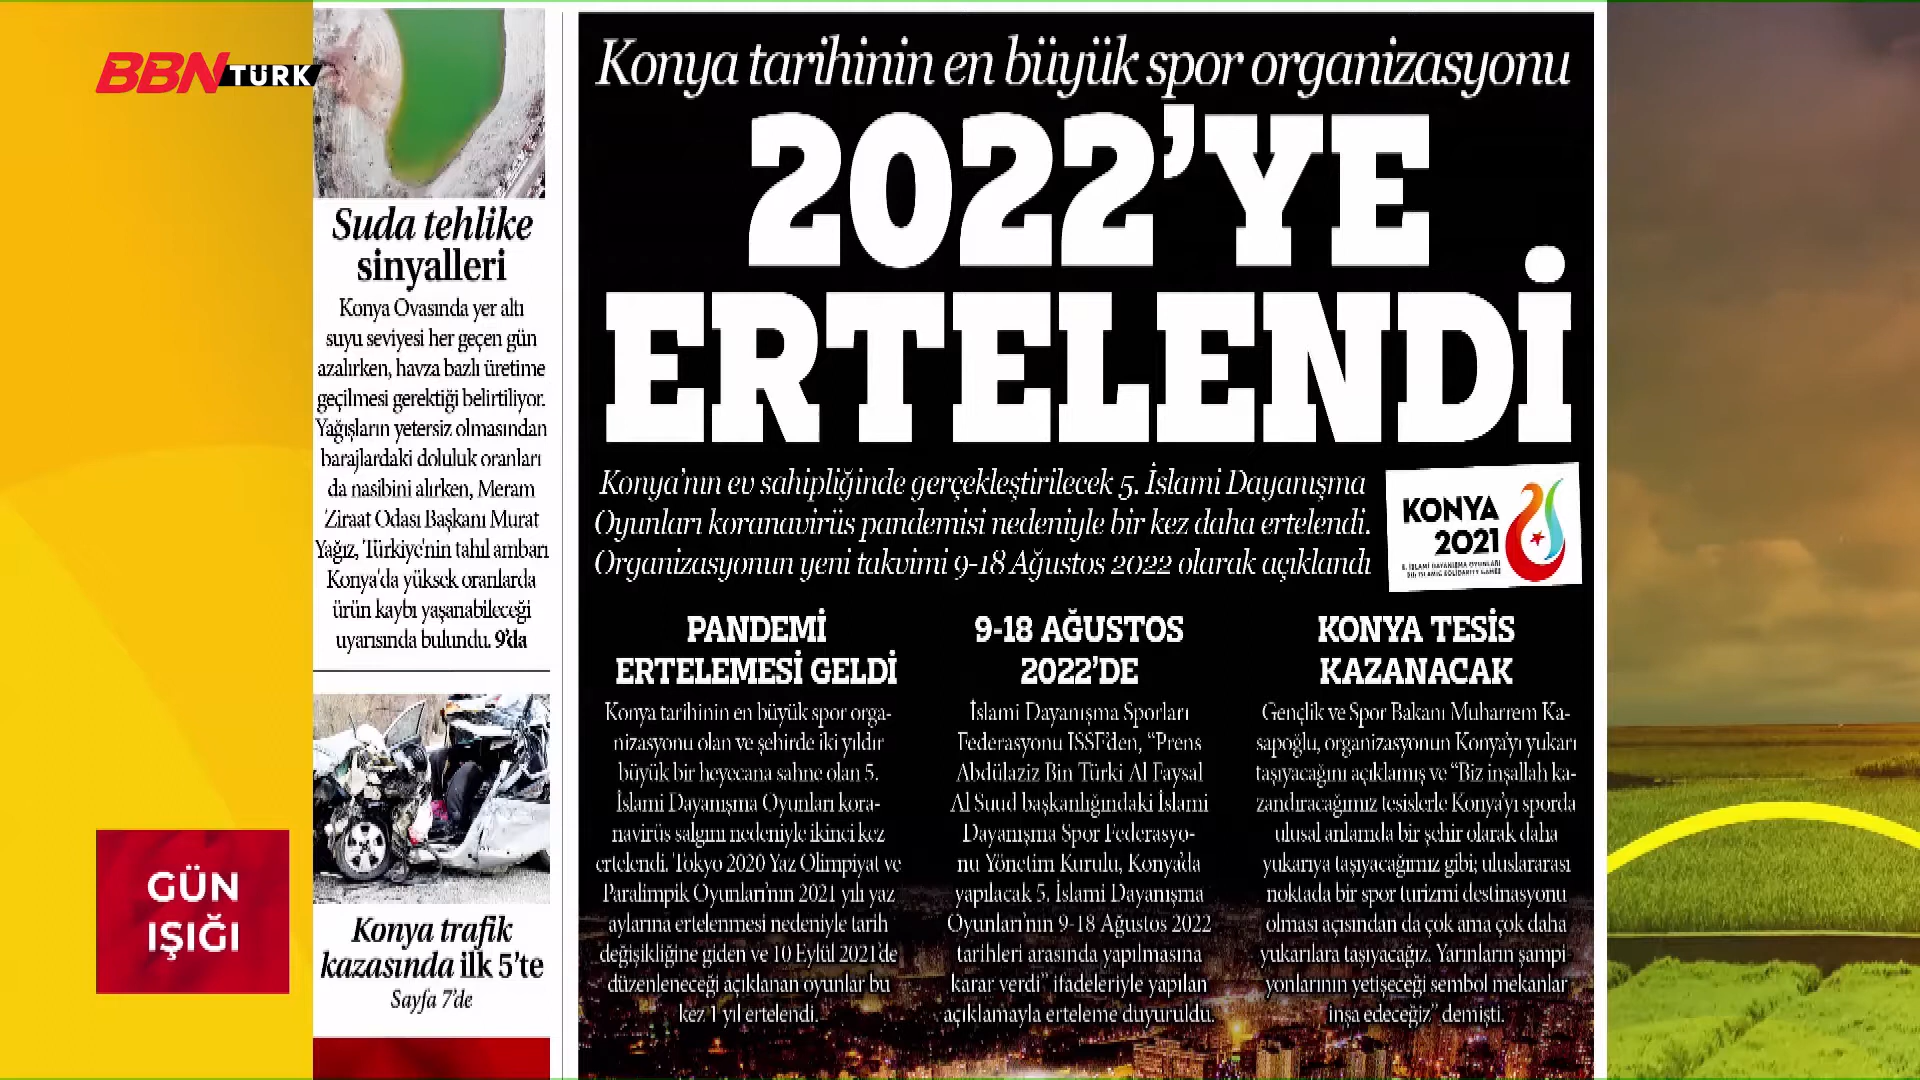 BBN TURK
Suda tehlike
sinyalleri
Konya Ovasında yer altı
suyu seviyesi her geçen gün
azalırken, havza bazlı üretime
geçilmesi gerektiği belirtiliyor.
Yağışların yetersiz olmasından
barajlardaki doluluk oranları
da nasibini alırken, Meram
Ziraat Odası Başkanı Murat
Yağız, Türkiye'nin tahıl ambarı
Konya'da yüksek oranlarda
ürün kaybı yaşanabileceği
uyarısında bulundu. 9'da
Konya trafik
kazasında ilk 5'te
Sayfa 7'de
GÜN
IŞIĞI
Konya tarihinin en büyük spor organizasyonu
2022'YE
ERTELENDİ
Konya'nın ev sahipliğinde gerçekleştirilecek 5. İslami Dayanışma
Oyunları koranavirüs pandemisi nedeniyle bir kez daha ertelendi.
Organizasyonun yeni takvimi 9-18 Ağustos 2022 olarak açıklandı
KONYA
2021
5. İSLAMİ DAYANIŞMA OYUNLARI
5th ISLAMIC SOLIDARITY GAMES
PANDEMİ
ERTELEMESİ GELDİ
Konya tarihinin en büyük spor orga-
nizasyonu olan ve şehirde iki yıldır
büyük bir heyecana sahne olan 5.
İslami Dayanışma Oyunları kora-
navirüs salgını nedeniyle ikinci kez
ertelendi. Tokyo 2020 Yaz Olimpiyat ve
Paralimpik Oyunları'nın 2021 yılı yaz
aylarına ertelenmesi nedeniyle tarih
değişikliğine giden ve 10 Eylül 2021'de
düzenleneceği açıklanan oyunlar bu
kez 1 yıl ertelendi.
9-18 AĞUSTOS
2022'DE
İslami Dayanışma Sporları
Federasyonu ISSF'den, "Prens
Abdülaziz Bin Türki Al Faysal
Al Suud başkanlığındaki İslami
Dayanışma Spor Federasyo-
nu Yönetim Kurulu, Konya'da
yapılacak 5. İslami Dayanışma
Oyunları'nın 9-18 Ağustos 2022
tarihleri arasında yapılmasına
karar verdi" ifadeleriyle yapılan
açıklamayla erteleme duyuruldu.
KONYA TESİS
KAZANACAK
Gençlik ve Spor Bakanı Muharrem Ka-
sapoğlu, organizasyonun Konya'yı yukarı
taşıyacağını açıklamış ve "Biz inşallah ka-
zandıracağımız tesislerle Konya'yı sporda
ulusal anlamda bir şehir olarak daha
yukarıya taşıyacağımız gibi; uluslararası
noktada bir spor turizmi destinasyonu
olması açısından da çok ama çok daha
yukarılara taşıyacağız. Yarınların şampi-
yonlarının yetişeceği sembol mekanlar
inşa edeceğiz" demişti.